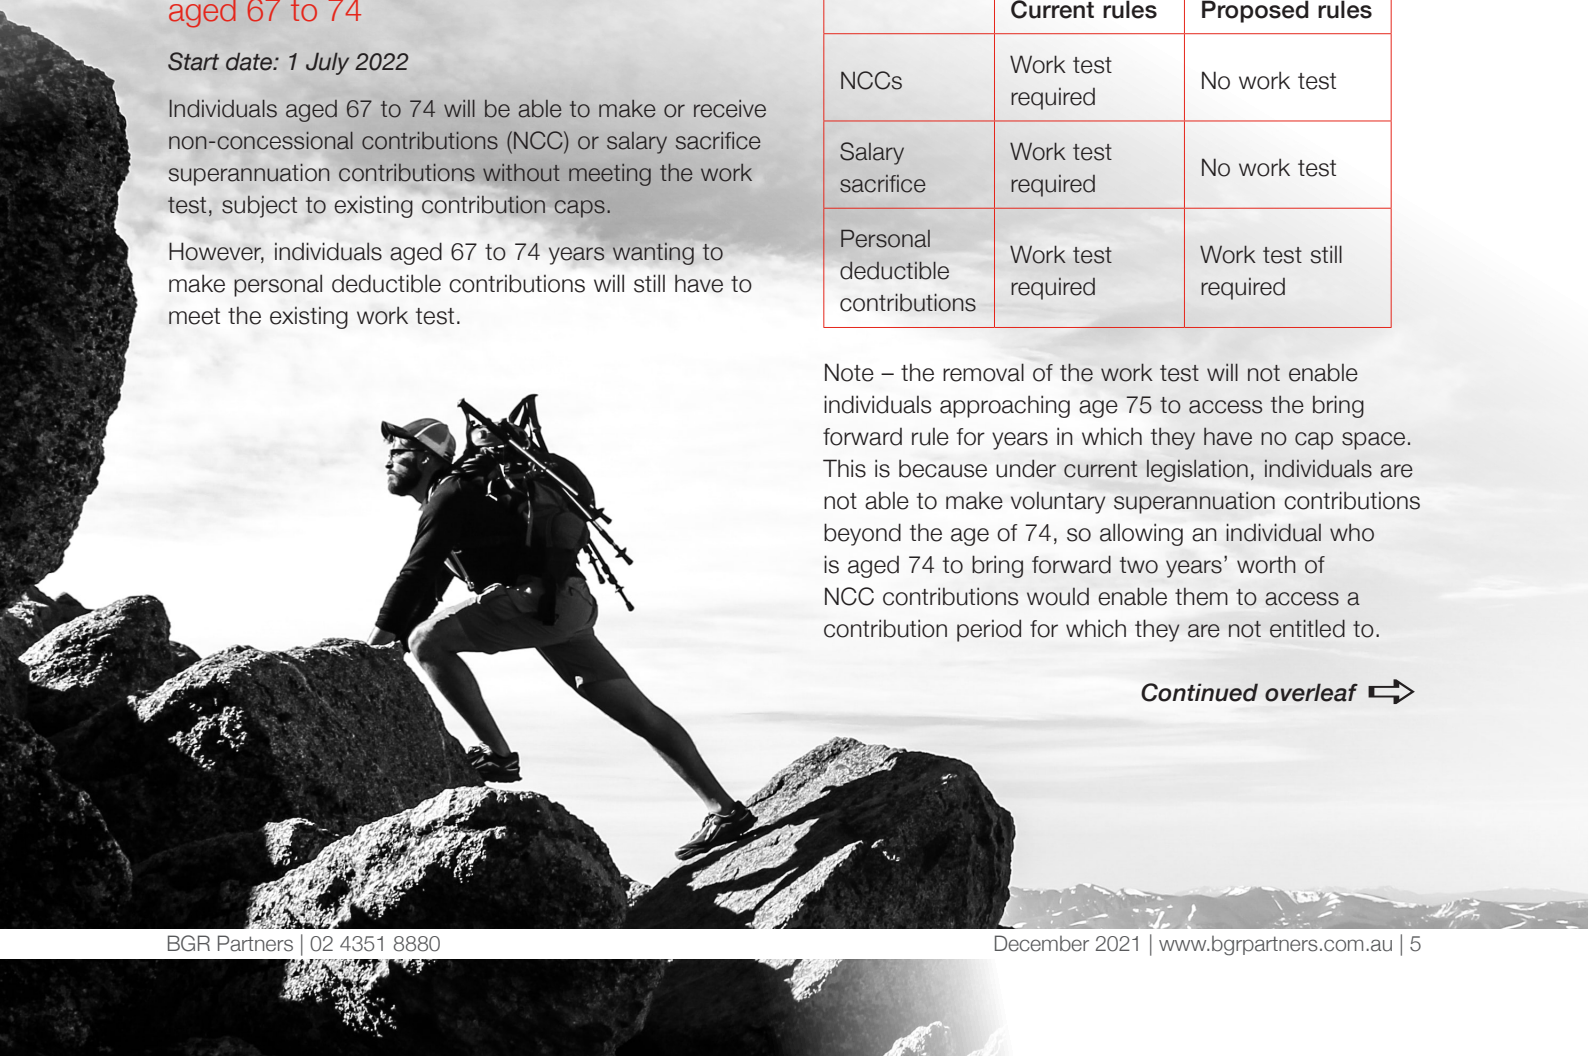 aged 67 to 74
Start date: 1 July 2022
Individuals aged 67 to 74 will be able to make or receive
non-concessional contributions (NCC) or salary sacrifice
superannuation contributions without meeting the work
test, subject to existing contribution caps.
However, individuals aged 67 to 74 years wanting to
make personal deductible contributions will still have to
meet the existing work test.
Current rules Proposed rules
NCCs
Work test
required
No work test
Salary
sacrifice
Work test
required
No work test
Personal
deductible
contributions
Work test
required
Work test still
required
Note – the removal of the work test will not enable
individuals approaching age 75 to access the bring
forward rule for years in which they have no cap space.
This is because under current legislation, individuals are
not able to make voluntary superannuation contributions
beyond the age of 74, so allowing an individual who
is aged 74 to bring forward two years’ worth of
NCC contributions would enable them to access a
contribution period for which they are not entitled to.
Continued overleaf
BGR Partners | 02 4351 8880
December 2021 | www.bgrpartners.com.au | 5